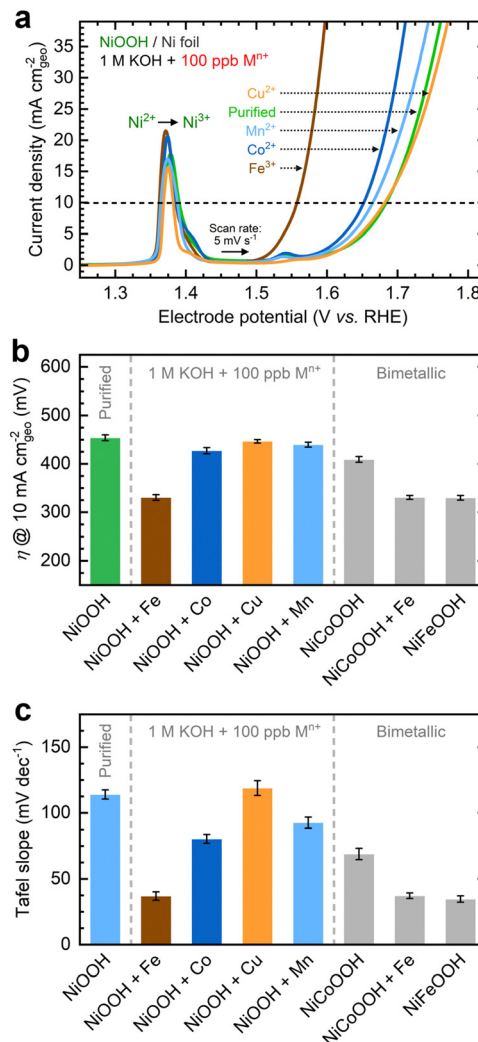 a
NiOOH / Ni foil
1 M KOH + 100 ppb Mⁿ⁺
Ni²⁺ → Ni³⁺
Cu²⁺
Purified
Mn²⁺
Co²⁺
Fe³⁺
Scan rate:
5 mV s⁻¹
Current density (mA cm⁻²geo)
35
30
25
20
15
10
5
0
1.3 1.4 1.5 1.6 1.7 1.8
Electrode potential (V vs. RHE)
b
Purified
1 M KOH + 100 ppb Mⁿ⁺
Bimetallic
η @ 10 mA cm⁻²geo (mV)
600
500
400
300
200
NiOOH
NiOOH + Fe
NiOOH + Co
NiOOH + Cu
NiOOH + Mn
NiCoOOH
NiCoOOH + Fe
NiFeOOH
c
Purified
1 M KOH + 100 ppb Mⁿ⁺
Bimetallic
Tafel slope (mV dec⁻¹)
150
100
50
0
NiOOH
NiOOH + Fe
NiOOH + Co
NiOOH + Cu
NiOOH + Mn
NiCoOOH
NiCoOOH + Fe
NiFeOOH